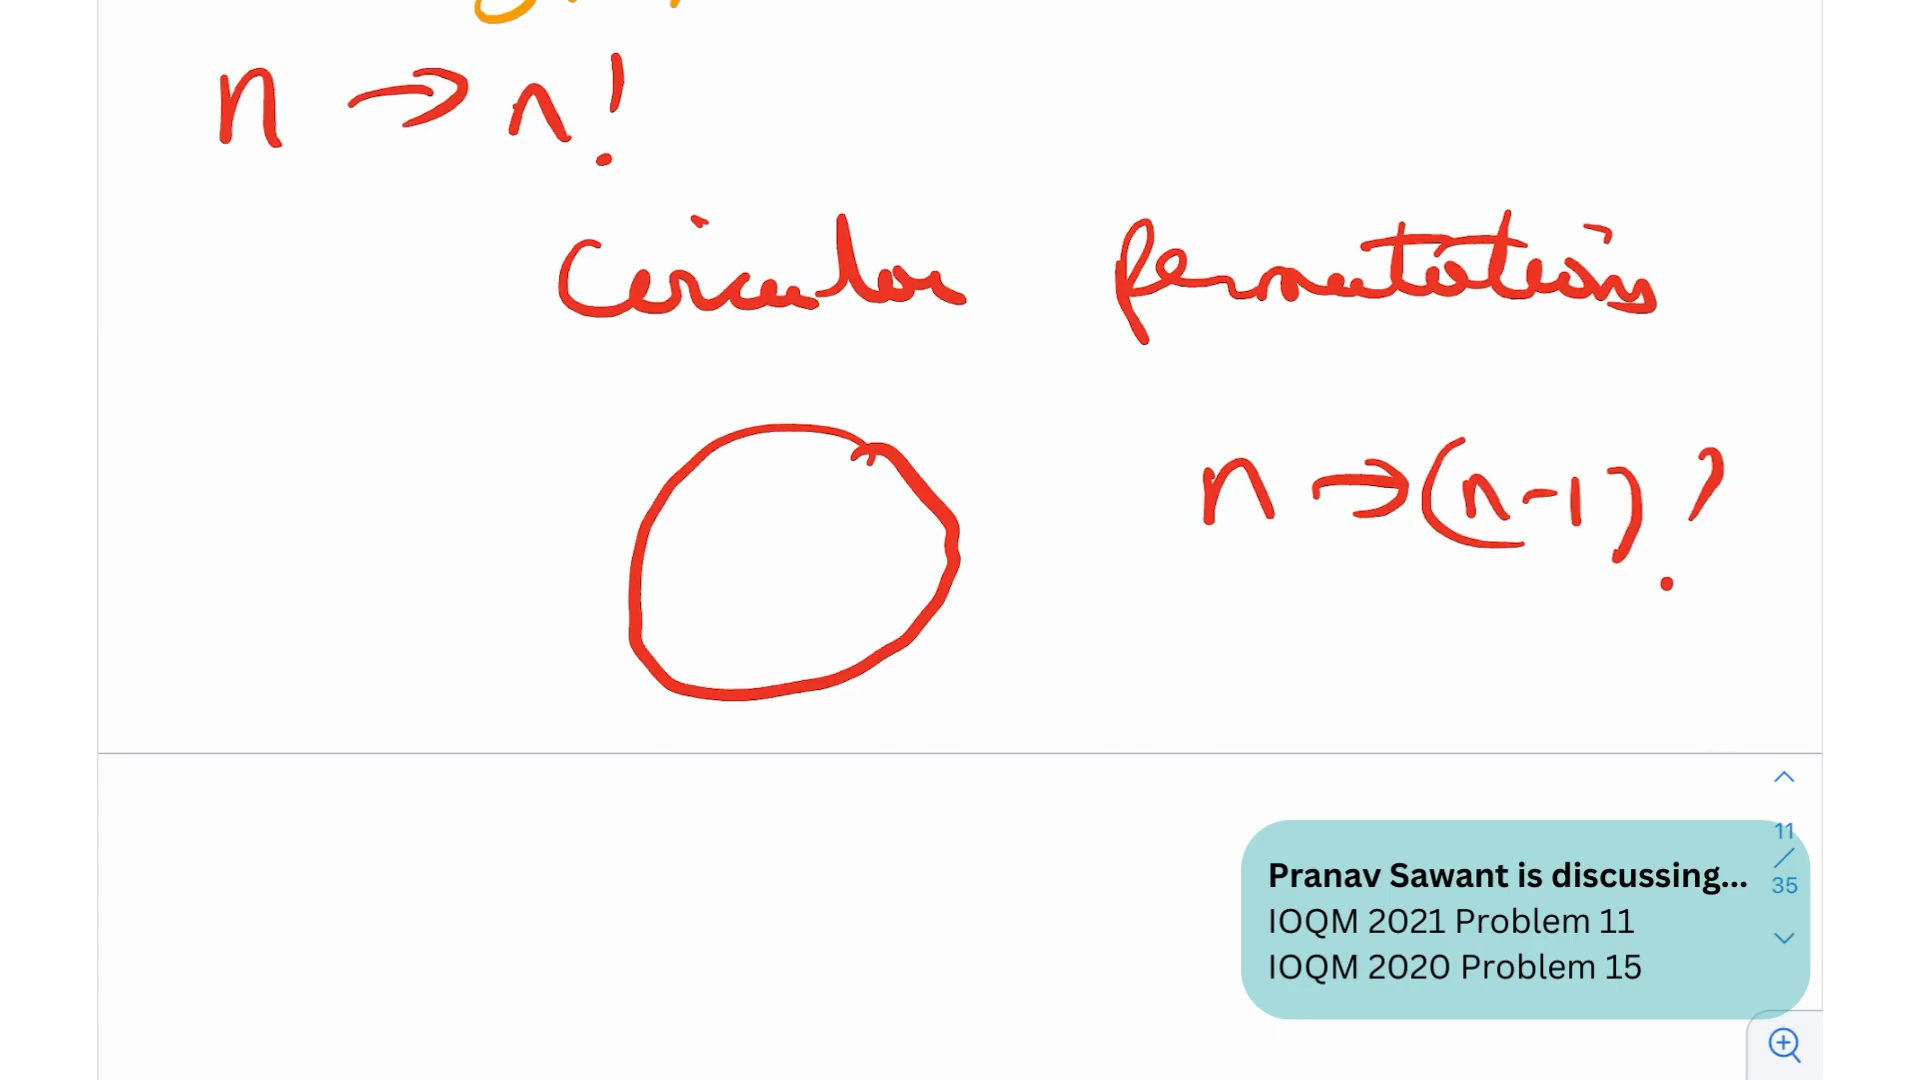 n → n!
Circular Permutations
n → (n-1)!
11
/
35
Pranav Sawant is discussing...
IOQM 2021 Problem 11
IOQM 2020 Problem 15